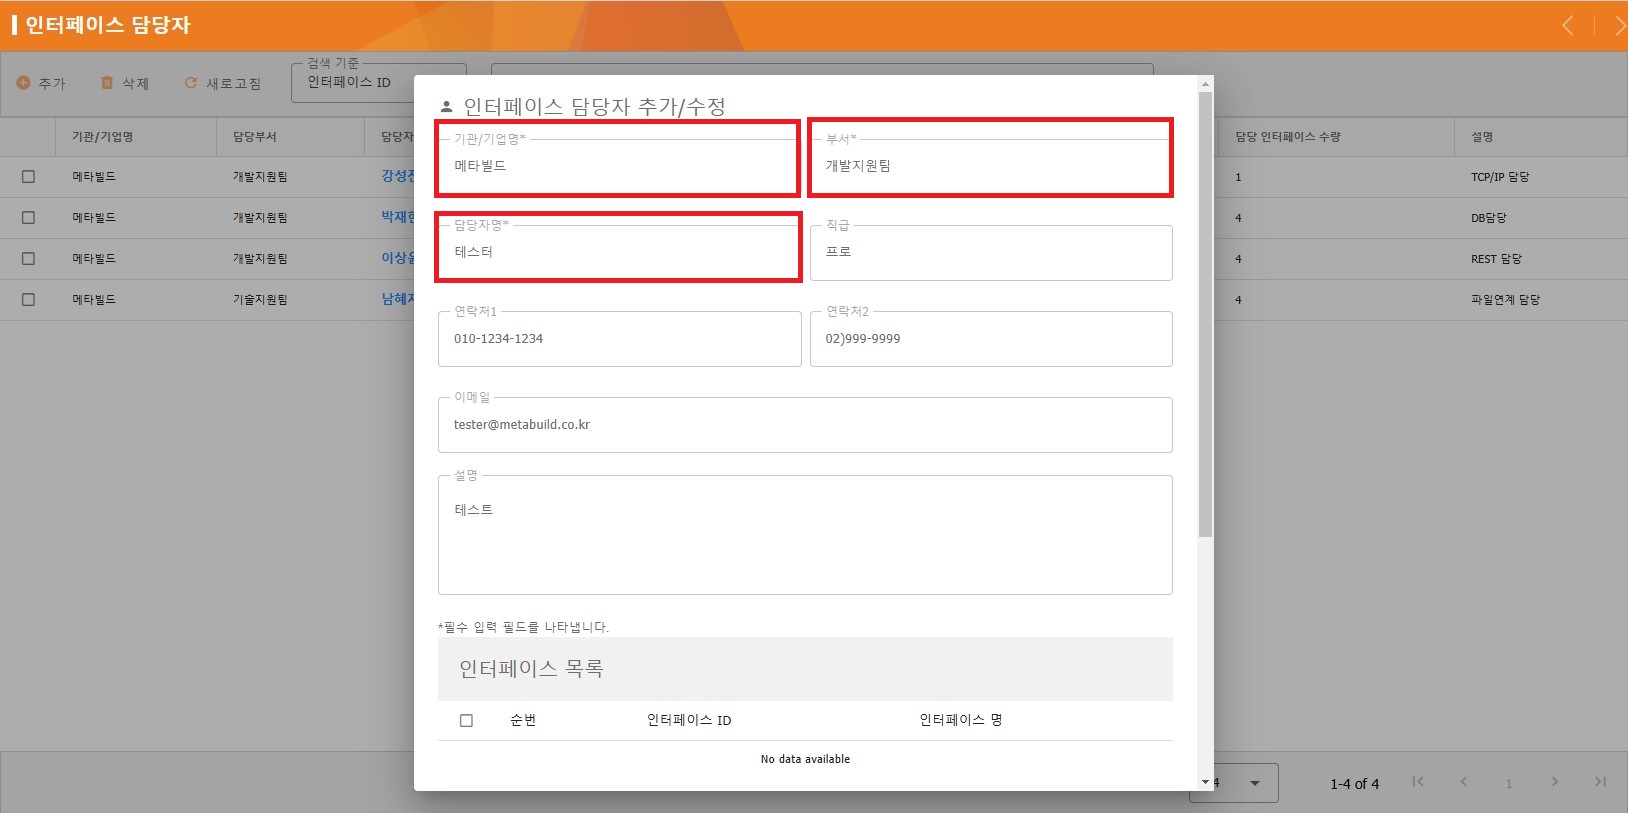 인터페이스 담당자
추가
삭제
새로고침
검색 기준
인터페이스 ID
기관/기업명
담당부서
담당자
담당 인터페이스 수량
설명
메타빌드
개발지원팀
강성진
1
TCP/IP 담당
메타빌드
개발지원팀
박재현
4
DB담당
메타빌드
개발지원팀
이상윤
4
REST 담당
메타빌드
기술지원팀
남혜지
4
파일연계 담당
인터페이스 담당자 추가/수정
기관/기업명*
메타빌드
부서*
개발지원팀
담당자명*
테스터
직급
프로
연락처1
010-1234-1234
연락처2
02)999-9999
이메일
tester@metabuild.co.kr
설명
테스트
*필수 입력 필드를 나타냅니다.
인터페이스 목록
순번
인터페이스 ID
인터페이스 명
No data available
4
1-4 of 4
1